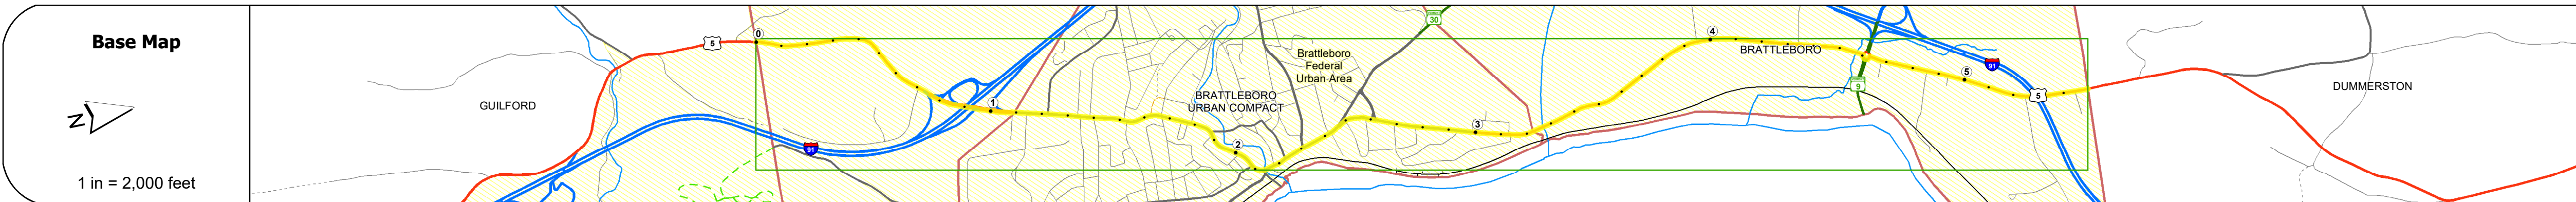 Base Map
N
1 in = 2,000 feet
GUILFORD
5
0
91
1
BRATTLEBORO
URBAN COMPACT
2
Brattleboro
Federal
Urban Area
30
3
4
BRATTLEBORO
9
5
91
5
DUMMERSTON